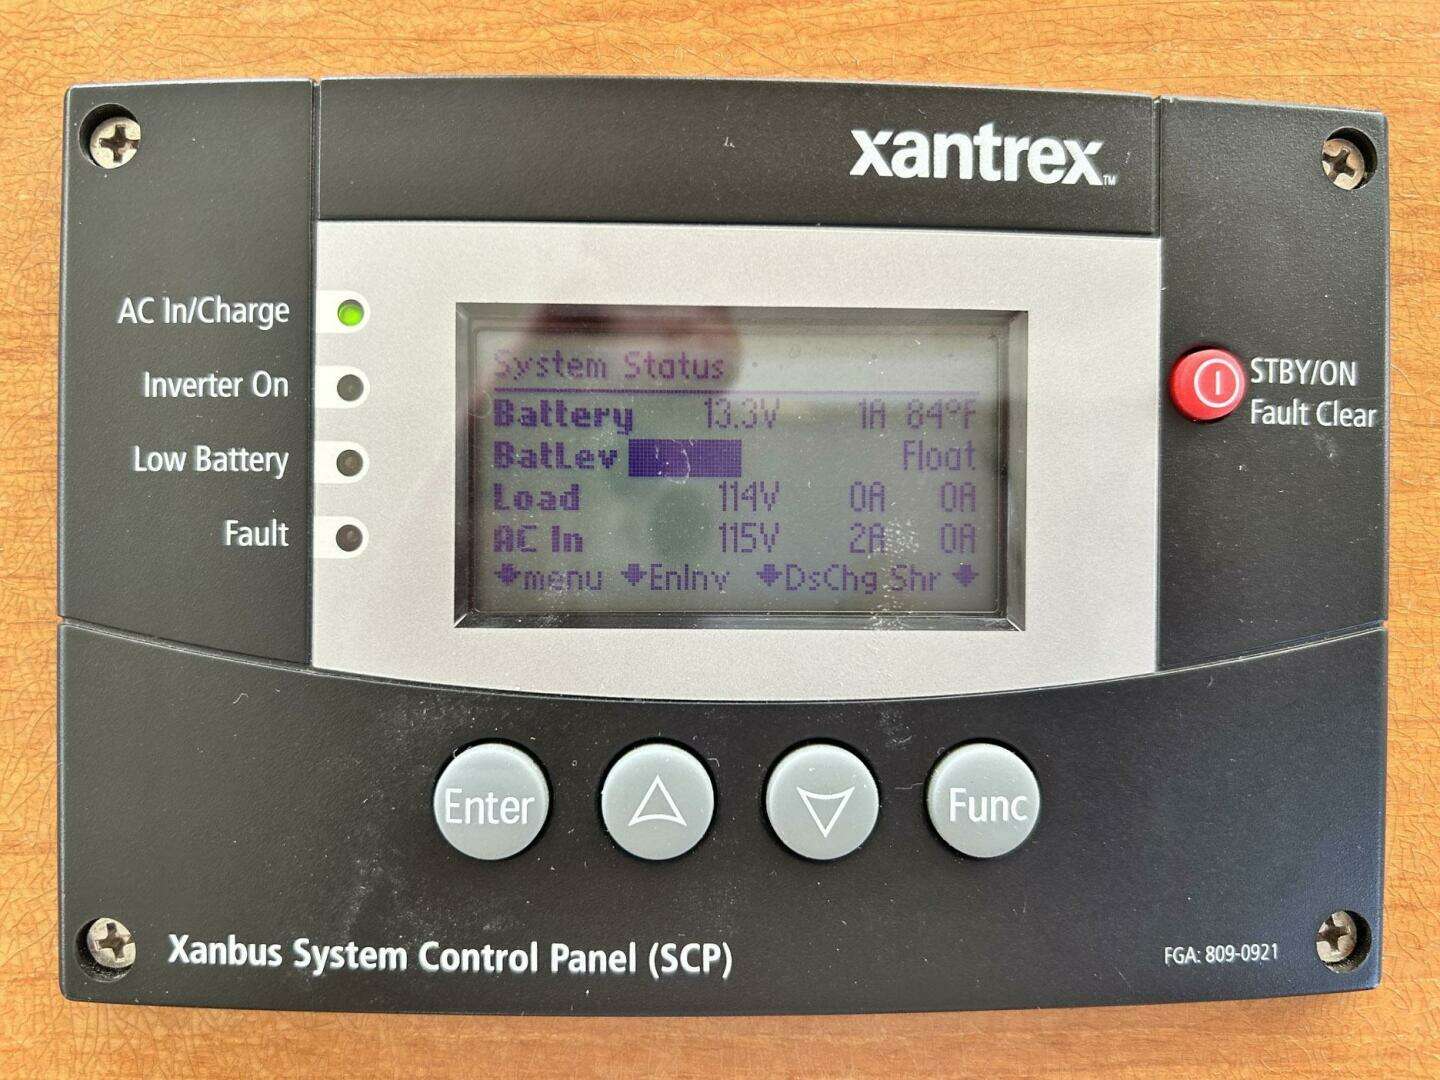 xantrex™
AC In/Charge
Inverter On
Low Battery
Fault
System Status
Battery 13.3V 1A 84°F
BatLev Float
Load 114V 0A 0A
AC In 115V 2A 0A
menu EnInv DsChg Shr
STBY/ON
Fault Clear
Enter
Func
Xanbus System Control Panel (SCP)
FGA: 809-0921